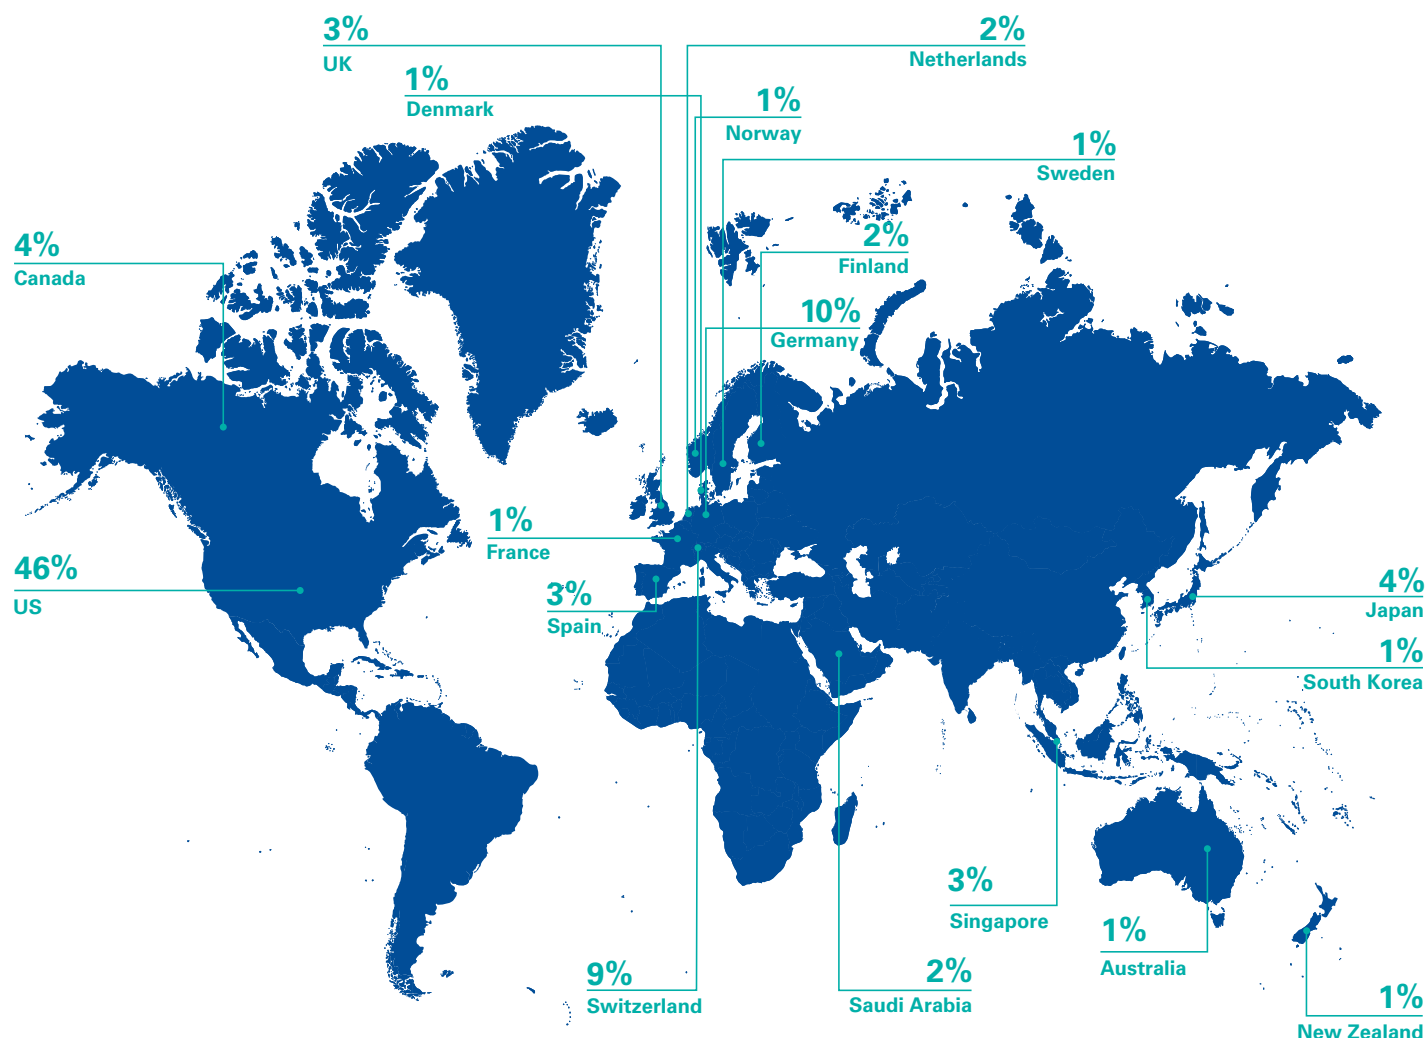 3%
UK
2%
Netherlands
1%
Denmark
1%
Norway
1%
Sweden
4%
Canada
2%
Finland
10%
Germany
1%
France
46%
US
3%
Spain
4%
Japan
1%
South Korea
3%
Singapore
1%
Australia
9%
Switzerland
2%
Saudi Arabia
1%
New Zealand